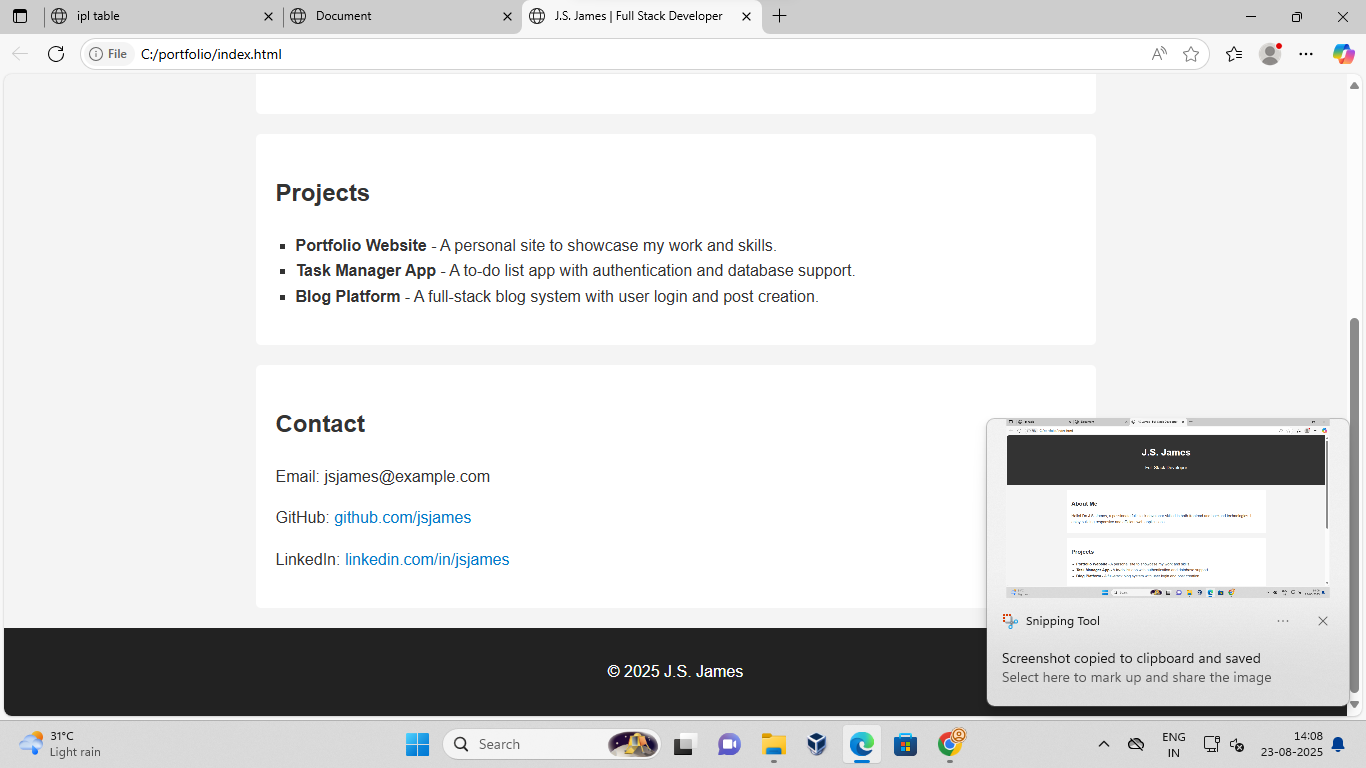 ipl table
Document
J.S. James | Full Stack Developer
File
C:/portfolio/index.html
Projects
Portfolio Website - A personal site to showcase my work and skills.
Task Manager App - A to-do list app with authentication and database support.
Blog Platform - A full-stack blog system with user login and post creation.
Contact
Email: jsjames@example.com
GitHub: github.com/jsjames
LinkedIn: linkedin.com/in/jsjames
© 2025 J.S. James
J.S. James
Full Stack Developer
About Me
Projects
Snipping Tool
Screenshot copied to clipboard and saved
Select here to mark up and share the image
31°C
Light rain
Search
ENG
IN
14:08
23-08-2025